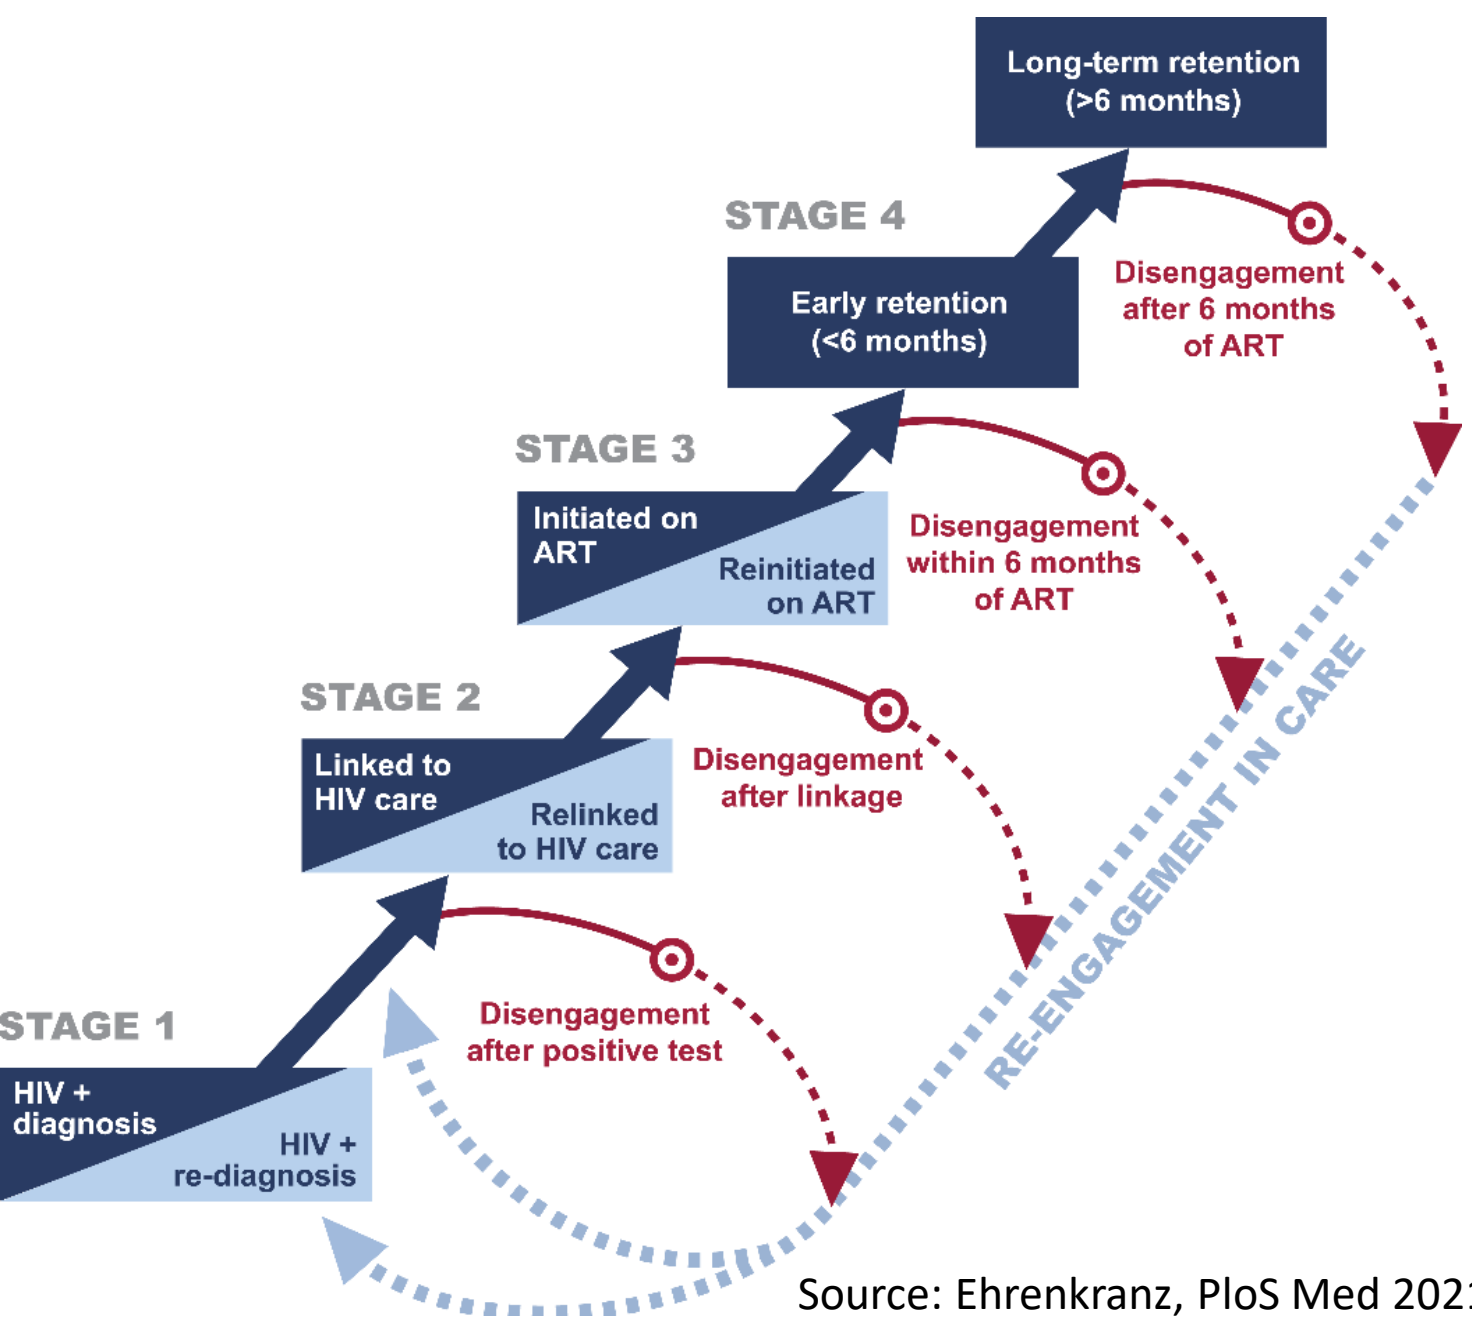 Long-term retention
(>6 months)
STAGE 4
Early retention
(<6 months)
Disengagement
after 6 months
of ART
STAGE 3
Initiated on
ART
Reinitiated
on ART
Disengagement
within 6 months
of ART
STAGE 2
Linked to
HIV care
Relinked
to HIV care
Disengagement
after linkage
RE-ENGAGEMENT IN CARE
STAGE 1
HIV +
diagnosis
HIV +
re-diagnosis
Disengagement
after positive test
Source: Ehrenkranz, PloS Med 2021